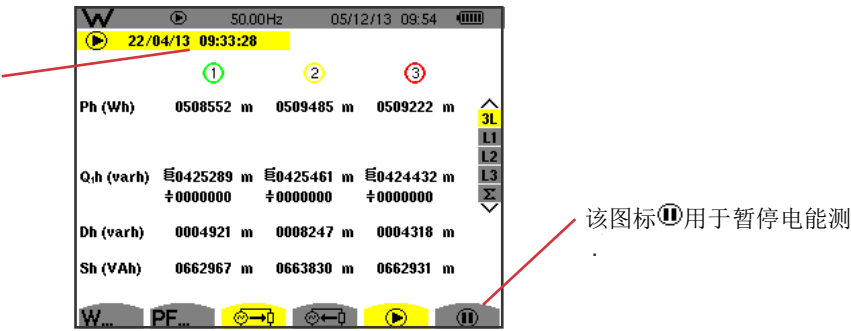 W 50.00Hz 05/12/13 09:54
22/04/13 09:33:28
1 2 3
Ph (Wh) 0508552 m 0509485 m 0509222 m
3L
L1
L2
Q₁h (varh) 0425289 m 0425461 m 0424432 m
L3
÷0000000 ÷0000000 ÷0000000
Σ
Dh (varh) 0004921 m 0008247 m 0004318 m
Sh (VAh) 0662967 m 0663830 m 0662931 m
W... PF...
该图标⏸用于暂停电能测
.